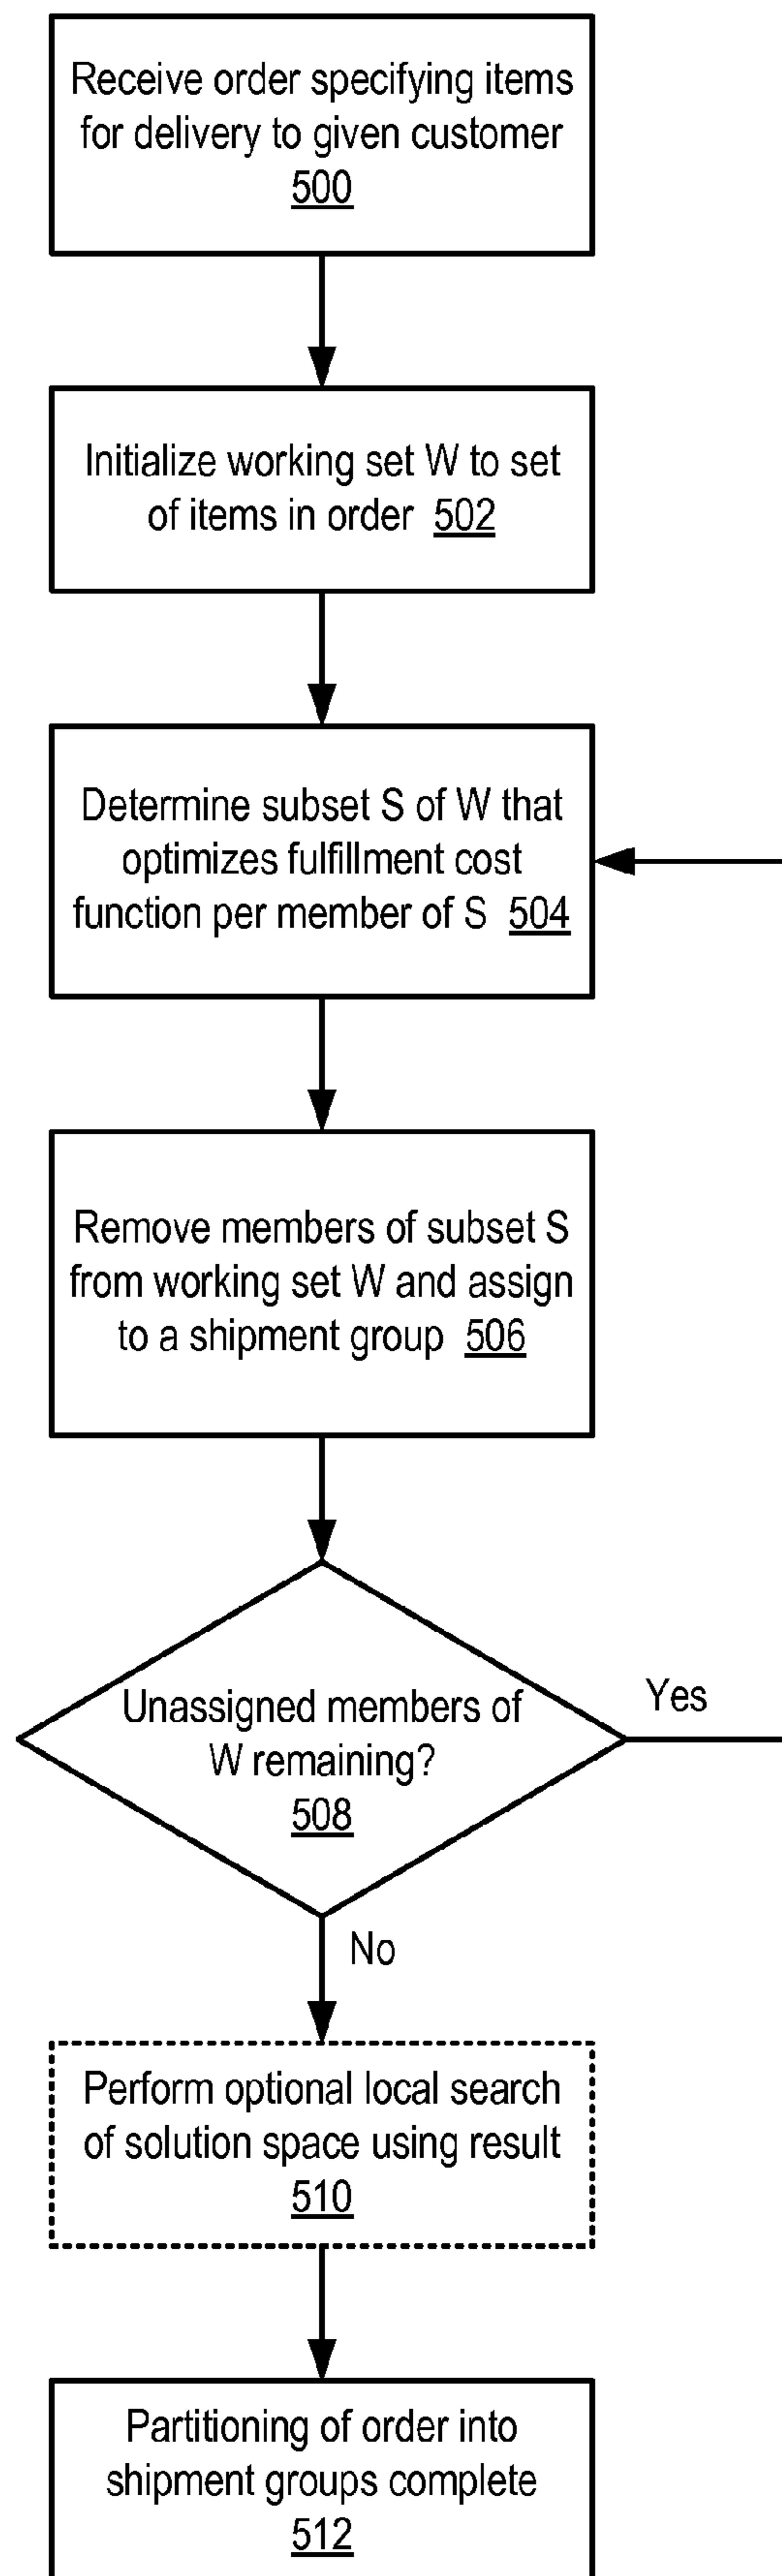 Receive order specifying items
for delivery to given customer
500
Initialize working set W to set
of items in order 502
Determine subset S of W that
optimizes fulfillment cost
function per member of S 504
Remove members of subset S
from working set W and assign
to a shipment group 506
Unassigned members of
W remaining?
508
Yes
No
Perform optional local search
of solution space using result
510
Partitioning of order into
shipment groups complete
512